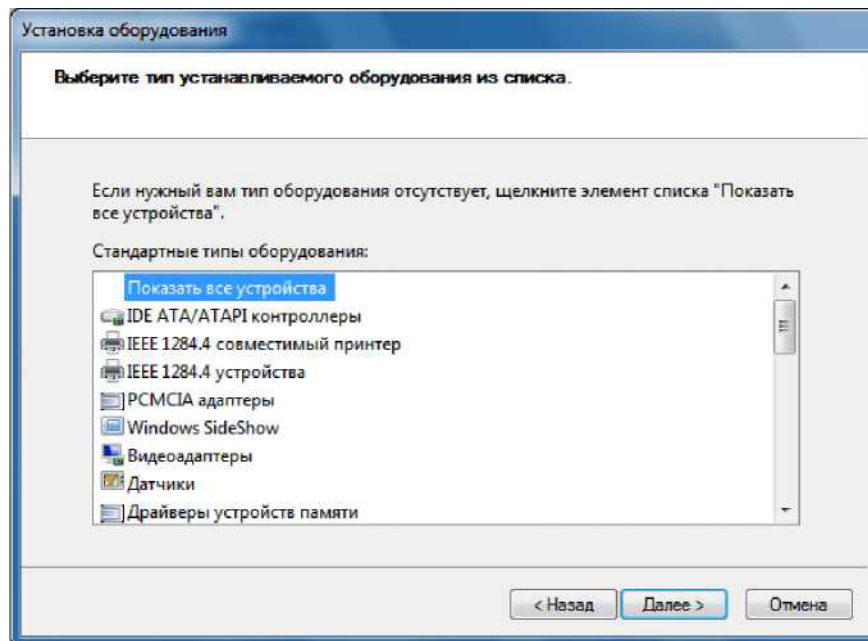 Установка оборудования
Выберите тип устанавливаемого оборудования из списка.
Если нужный вам тип оборудования отсутствует, щелкните элемент списка "Показать
все устройства".
Стандартные типы оборудования:
Показать все устройства
IDE ATA/ATAPI контроллеры
IEEE 1284.4 совместимый принтер
IEEE 1284.4 устройства
PCMCIA адаптеры
Windows SideShow
Видеоадаптеры
Датчики
Драйверы устройств памяти
< Назад
Далее >
Отмена